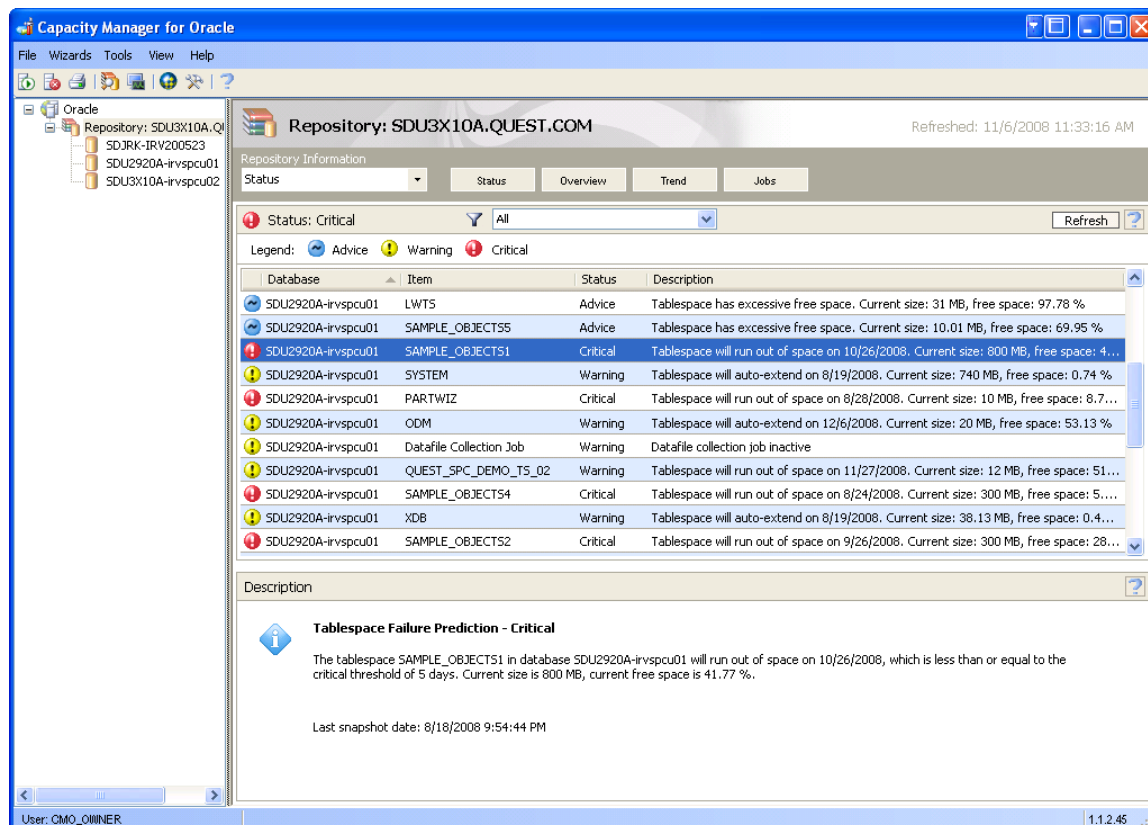 Capacity Manager for Oracle
File Wizards Tools View Help
Oracle
Repository: SDU3X10A.QU
SDJRK-IRV200523
SDU2920A-irvspcu01
SDU3X10A-irvspcu02
Repository: SDU3X10A.QUEST.COM
Refreshed: 11/6/2008 11:33:16 AM
Repository Information
Status Status Overview Trend Jobs
Status: Critical All Refresh
Legend: Advice Warning Critical
Database Item Status Description
SDU2920A-irvspcu01 LWTS Advice Tablespace has excessive free space. Current size: 31 MB, free space: 97.78 %
SDU2920A-irvspcu01 SAMPLE_OBJECTS5 Advice Tablespace has excessive free space. Current size: 10.01 MB, free space: 69.95 %
SDU2920A-irvspcu01 SAMPLE_OBJECTS1 Critical Tablespace will run out of space on 10/26/2008. Current size: 800 MB, free space: 4...
SDU2920A-irvspcu01 SYSTEM Warning Tablespace will auto-extend on 8/19/2008. Current size: 740 MB, free space: 0.74 %
SDU2920A-irvspcu01 PARTWIZ Critical Tablespace will run out of space on 8/28/2008. Current size: 10 MB, free space: 8.7...
SDU2920A-irvspcu01 ODM Warning Tablespace will auto-extend on 12/6/2008. Current size: 20 MB, free space: 53.13 %
SDU2920A-irvspcu01 Datafile Collection Job Warning Datafile collection job inactive
SDU2920A-irvspcu01 QUEST_SPC_DEMO_TS_02 Warning Tablespace will run out of space on 11/27/2008. Current size: 12 MB, free space: 51...
SDU2920A-irvspcu01 SAMPLE_OBJECTS4 Critical Tablespace will run out of space on 8/24/2008. Current size: 300 MB, free space: 5....
SDU2920A-irvspcu01 XDB Warning Tablespace will auto-extend on 8/19/2008. Current size: 38.13 MB, free space: 0.4...
SDU2920A-irvspcu01 SAMPLE_OBJECTS2 Critical Tablespace will run out of space on 9/26/2008. Current size: 300 MB, free space: 28...
Description
Tablespace Failure Prediction - Critical
The tablespace SAMPLE_OBJECTS1 in database SDU2920A-irvspcu01 will run out of space on 10/26/2008, which is less than or equal to the
critical threshold of 5 days. Current size is 800 MB, current free space is 41.77 %.
Last snapshot date: 8/18/2008 9:54:44 PM
User: CMO_OWNER 1.1.2.45